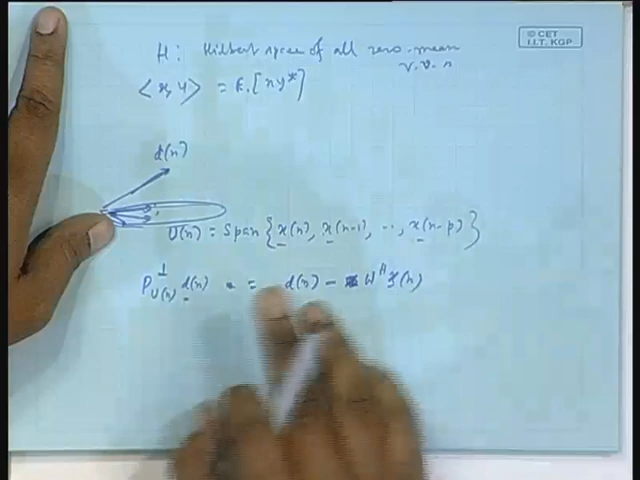 © CET
I.I.T. KGP
H: Hilbert space of all zero-mean
r.v.s
<x, y> = E.[xy*]
d(n)
U(n) = Span {x(n), x(n-1), .., x(n-p)}
P⊥U(n) d(n) = d(n) - W^H x(n)